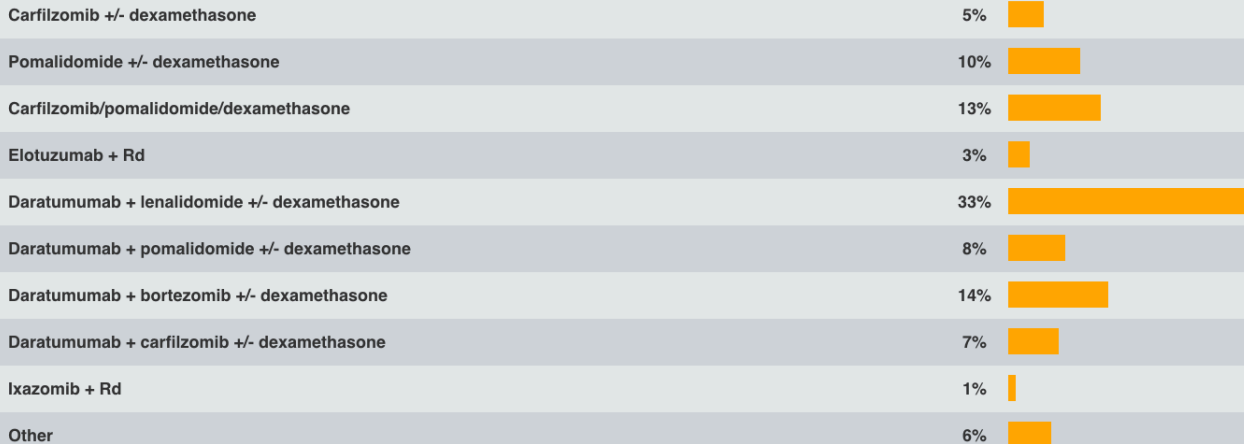 Carfilzomib +/- dexamethasone 5%
Pomalidomide +/- dexamethasone 10%
Carfilzomib/pomalidomide/dexamethasone 13%
Elotuzumab + Rd 3%
Daratumumab + lenalidomide +/- dexamethasone 33%
Daratumumab + pomalidomide +/- dexamethasone 8%
Daratumumab + bortezomib +/- dexamethasone 14%
Daratumumab + carfilzomib +/- dexamethasone 7%
Ixazomib + Rd 1%
Other 6%